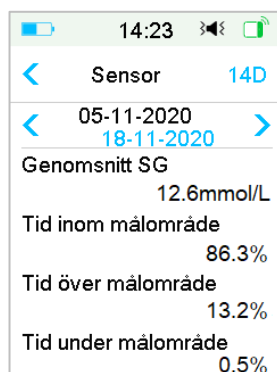 14:23
Sensor 14D
05-11-2020
18-11-2020
Genomsnitt SG
12.6mmol/L
Tid inom målområde
86.3%
Tid över målområde
13.2%
Tid under målområde
0.5%